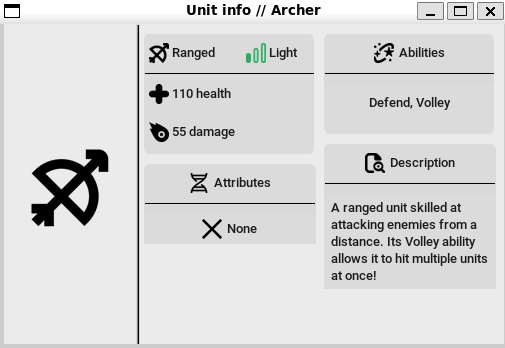 Unit info // Archer
Ranged
Light
110 health
55 damage
Attributes
None
Abilities
Defend, Volley
Description
A ranged unit skilled at
attacking enemies from a
distance. Its Volley ability
allows it to hit multiple units
at once!